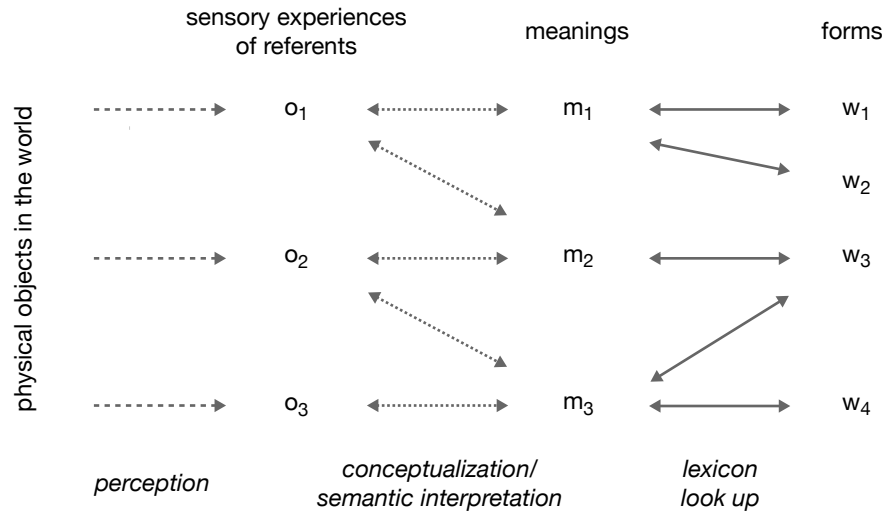 sensory experiences
of referents
meanings
forms
physical objects in the world
o1
m1
w1
w2
o2
m2
w3
o3
m3
w4
perception
conceptualization/
semantic interpretation
lexicon
look up